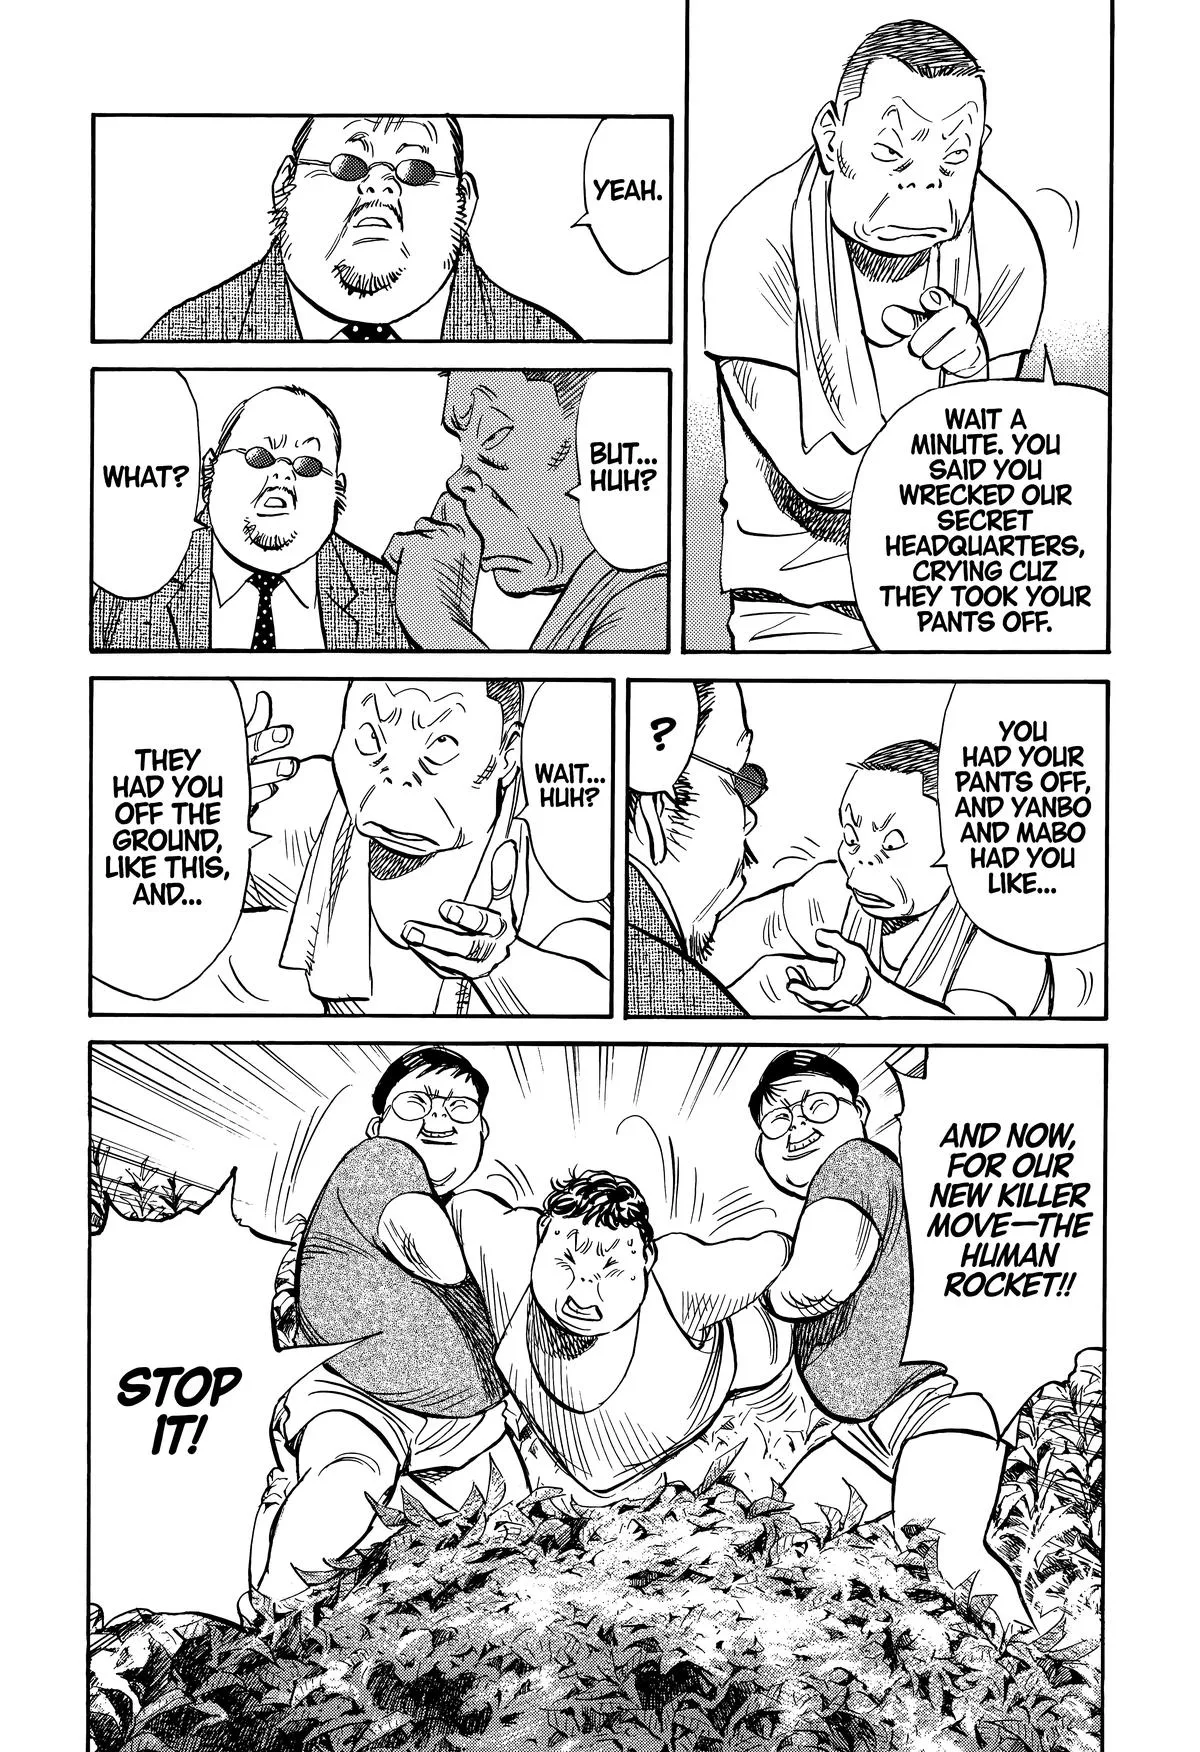 WAIT A
MINUTE. YOU
SAID YOU
WRECKED OUR
SECRET
HEADQUARTERS,
CRYING CUZ
THEY TOOK YOUR
PANTS OFF.
YEAH.
BUT...
HUH?
WHAT?
YOU
HAD YOUR
PANTS OFF,
AND YANBO
AND MABO
HAD YOU
LIKE...
?
WAIT...
HUH?
THEY
HAD YOU
OFF THE
GROUND,
LIKE THIS,
AND...
AND NOW,
FOR OUR
NEW KILLER
MOVE—THE
HUMAN
ROCKET!!
STOP
IT!